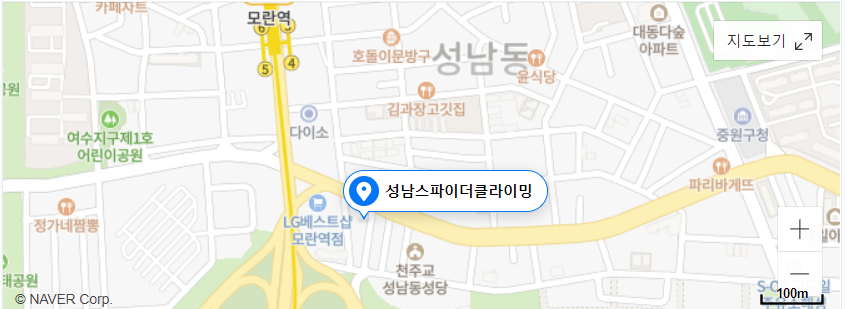 카페자트
모란역
6
3
5
4
호돌이문방구
성남동
윤식당
대동다숲
아파트
지도보기
공원
김과장고깃집
다이소
여수지구제1호
어린이공원
중원구청
파리바게뜨
성남스파이더클라이밍
정가네짬뽕
LG베스트샵
모란역점
천주교
성남동성당
일아
태공원
© NAVER Corp.
100m